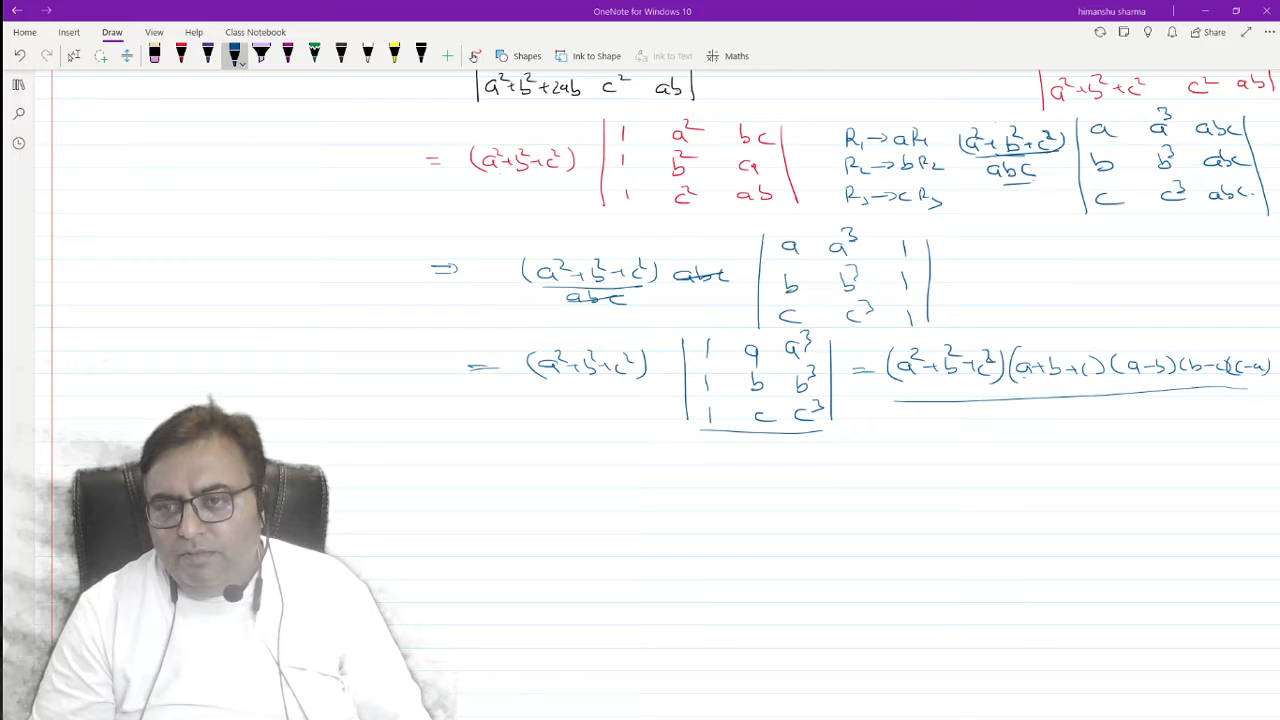 OneNote for Windows 10
himanshu sharma
Home Insert Draw View Help Class Notebook
Share
Shapes Ink to Shape Ink to Text Maths
|a²+b²+2ab c² ab|
|a²+b²+c² c² ab|
= (a²+b²+c²) | 1 a² bc |
| 1 b² ca |
| 1 c² ab |
R₁→aR₁
R₂→bR₂
R₃→cR₃
(a²+b²+c²)/abc | a a³ abc |
| b b³ abc |
| c c³ abc. |
⇒ (a²+b²+c²)/abc abc | a a³ 1 |
| b b³ 1 |
| c c³ 1 |
= (a²+b²+c²) | 1 a a³ |
| 1 b b³ |
| 1 c c³ |
= (a²+b²+c²)(a+b+c)(a-b)(b-c)(c-a)